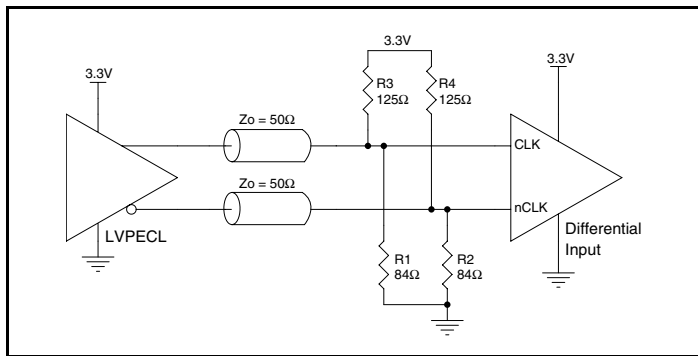 3.3V
3.3V
3.3V
R3
125Ω
R4
125Ω
Zo = 50Ω
CLK
Zo = 50Ω
nCLK
LVPECL
Differential
Input
R1
84Ω
R2
84Ω